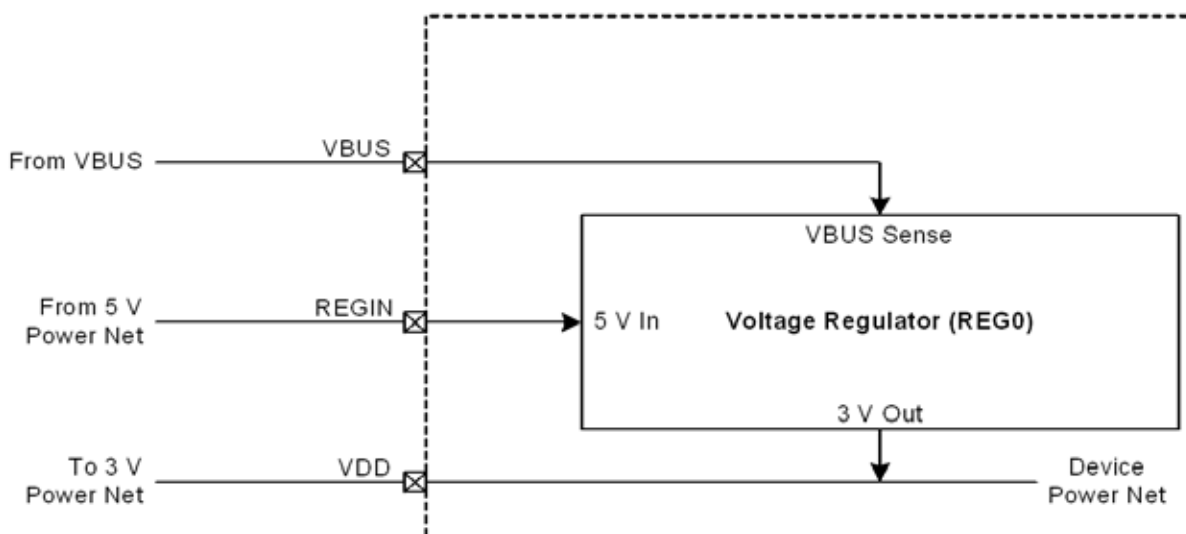 From VBUS
VBUS
VBUS Sense
From 5 V
Power Net
REGIN
5 V In
Voltage Regulator (REG0)
3 V Out
To 3 V
Power Net
VDD
Device
Power Net